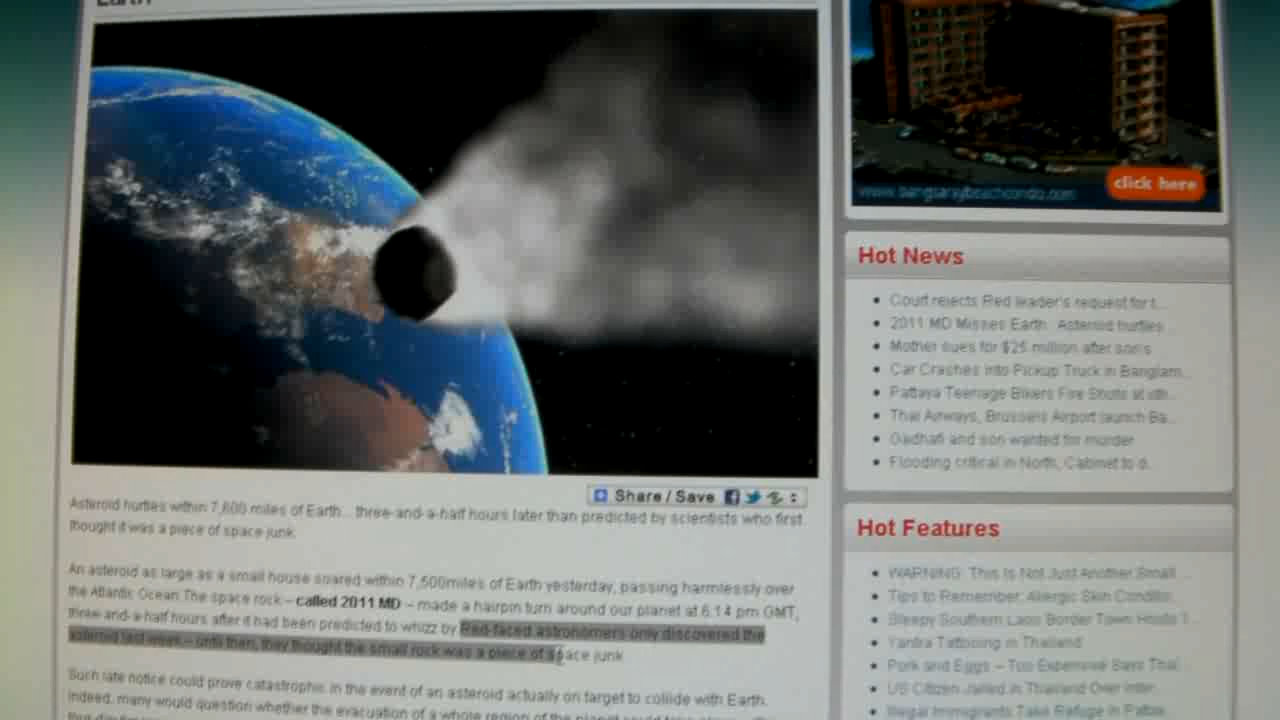 Earth
www.bangsaraybeachcondo.com
click here
Share / Save
Asteroid hurtles within 7,600 miles of Earth... three-and-a-half hours later than predicted by scientists who first
thought it was a piece of space junk
An asteroid as large as a small house soared within 7,500miles of Earth yesterday, passing harmlessly over
the Atlantic Ocean.The space rock – called 2011 MD – made a hairpin turn around our planet at 6.14 pm GMT,
three-and-a-half hours after it had been predicted to whizz by Red-faced astronomers only discovered the
asteroid last week – until then, they thought the small rock was a piece of space junk
Such late notice could prove catastrophic in the event of an asteroid actually on target to collide with Earth.
Indeed, many would question whether the evacuation of a whole region of the planet could
Hot News
Court rejects Red leader's request for t...
2011 MD Misses Earth : Asteroid hurtles
Mother sues for $25 million after son's
Car Crashes into Pickup Truck in Banglam...
Pattaya Teenage Bikers Fire Shots at oth...
Thai Airways, Brussels Airport launch Ba...
Gadhafi and son wanted for murder
Flooding critical in North, Cabinet to d...
Hot Features
WARNING: This Is Not Just Another Small ...
Tips to Remember: Allergic Skin Conditio...
Sleepy Southern Laos Border Town Hosts T...
Yantra Tattooing in Thailand
Pork and Eggs – Too Expensive Says Thai...
US Citizen Jailed in Thailand Over Inter...
Illegal Immigrants Take Refuge in Pattay...